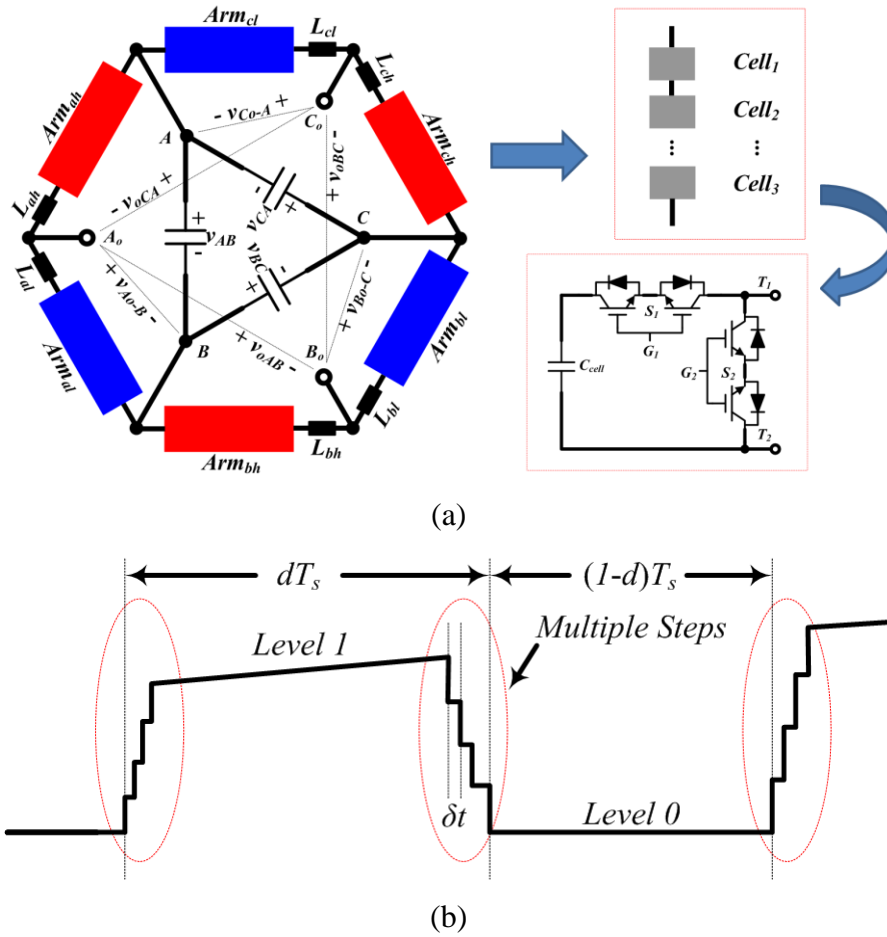 Arm_cl
L_cl
L_ch
Arm_ah
- v_Co-A +
C_o
A
Arm_ch
- v_oCA +
+ v_oBC -
L_ah
A_o
+
v_AB
-
-
v_CA
+
C
L_al
+ v_Ao-B -
-
v_BC
+
+ v_Bo-C -
Arm_al
B
+ v_oAB -
B_o
Arm_bl
L_bl
Arm_bh
L_bh
Cell_1
Cell_2
⋮ ⋮
Cell_3
S_1
T_1
G_1
C_cell
G_2
S_2
T_2
(a)
dT_s
(1-d)T_s
Level 1
Multiple Steps
δt
Level 0
(b)